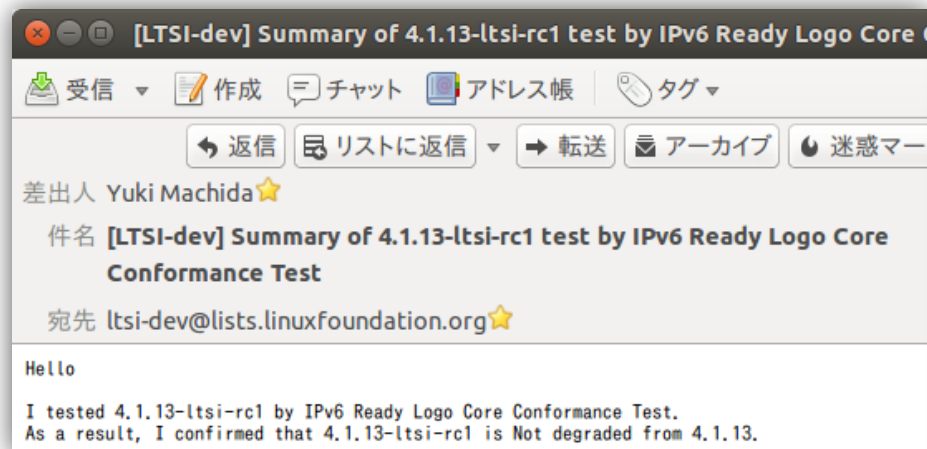 [LTSI-dev] Summary of 4.1.13-ltsi-rc1 test by IPv6 Ready Logo Core
受信 作成 チャット アドレス帳 タグ
返信 リストに返信 転送 アーカイブ 迷惑マー
差出人 Yuki Machida
件名 [LTSI-dev] Summary of 4.1.13-ltsi-rc1 test by IPv6 Ready Logo Core
Conformance Test
宛先 ltsi-dev@lists.linuxfoundation.org
Hello
I tested 4.1.13-ltsi-rc1 by IPv6 Ready Logo Core Conformance Test.
As a result, I confirmed that 4.1.13-ltsi-rc1 is Not degraded from 4.1.13.